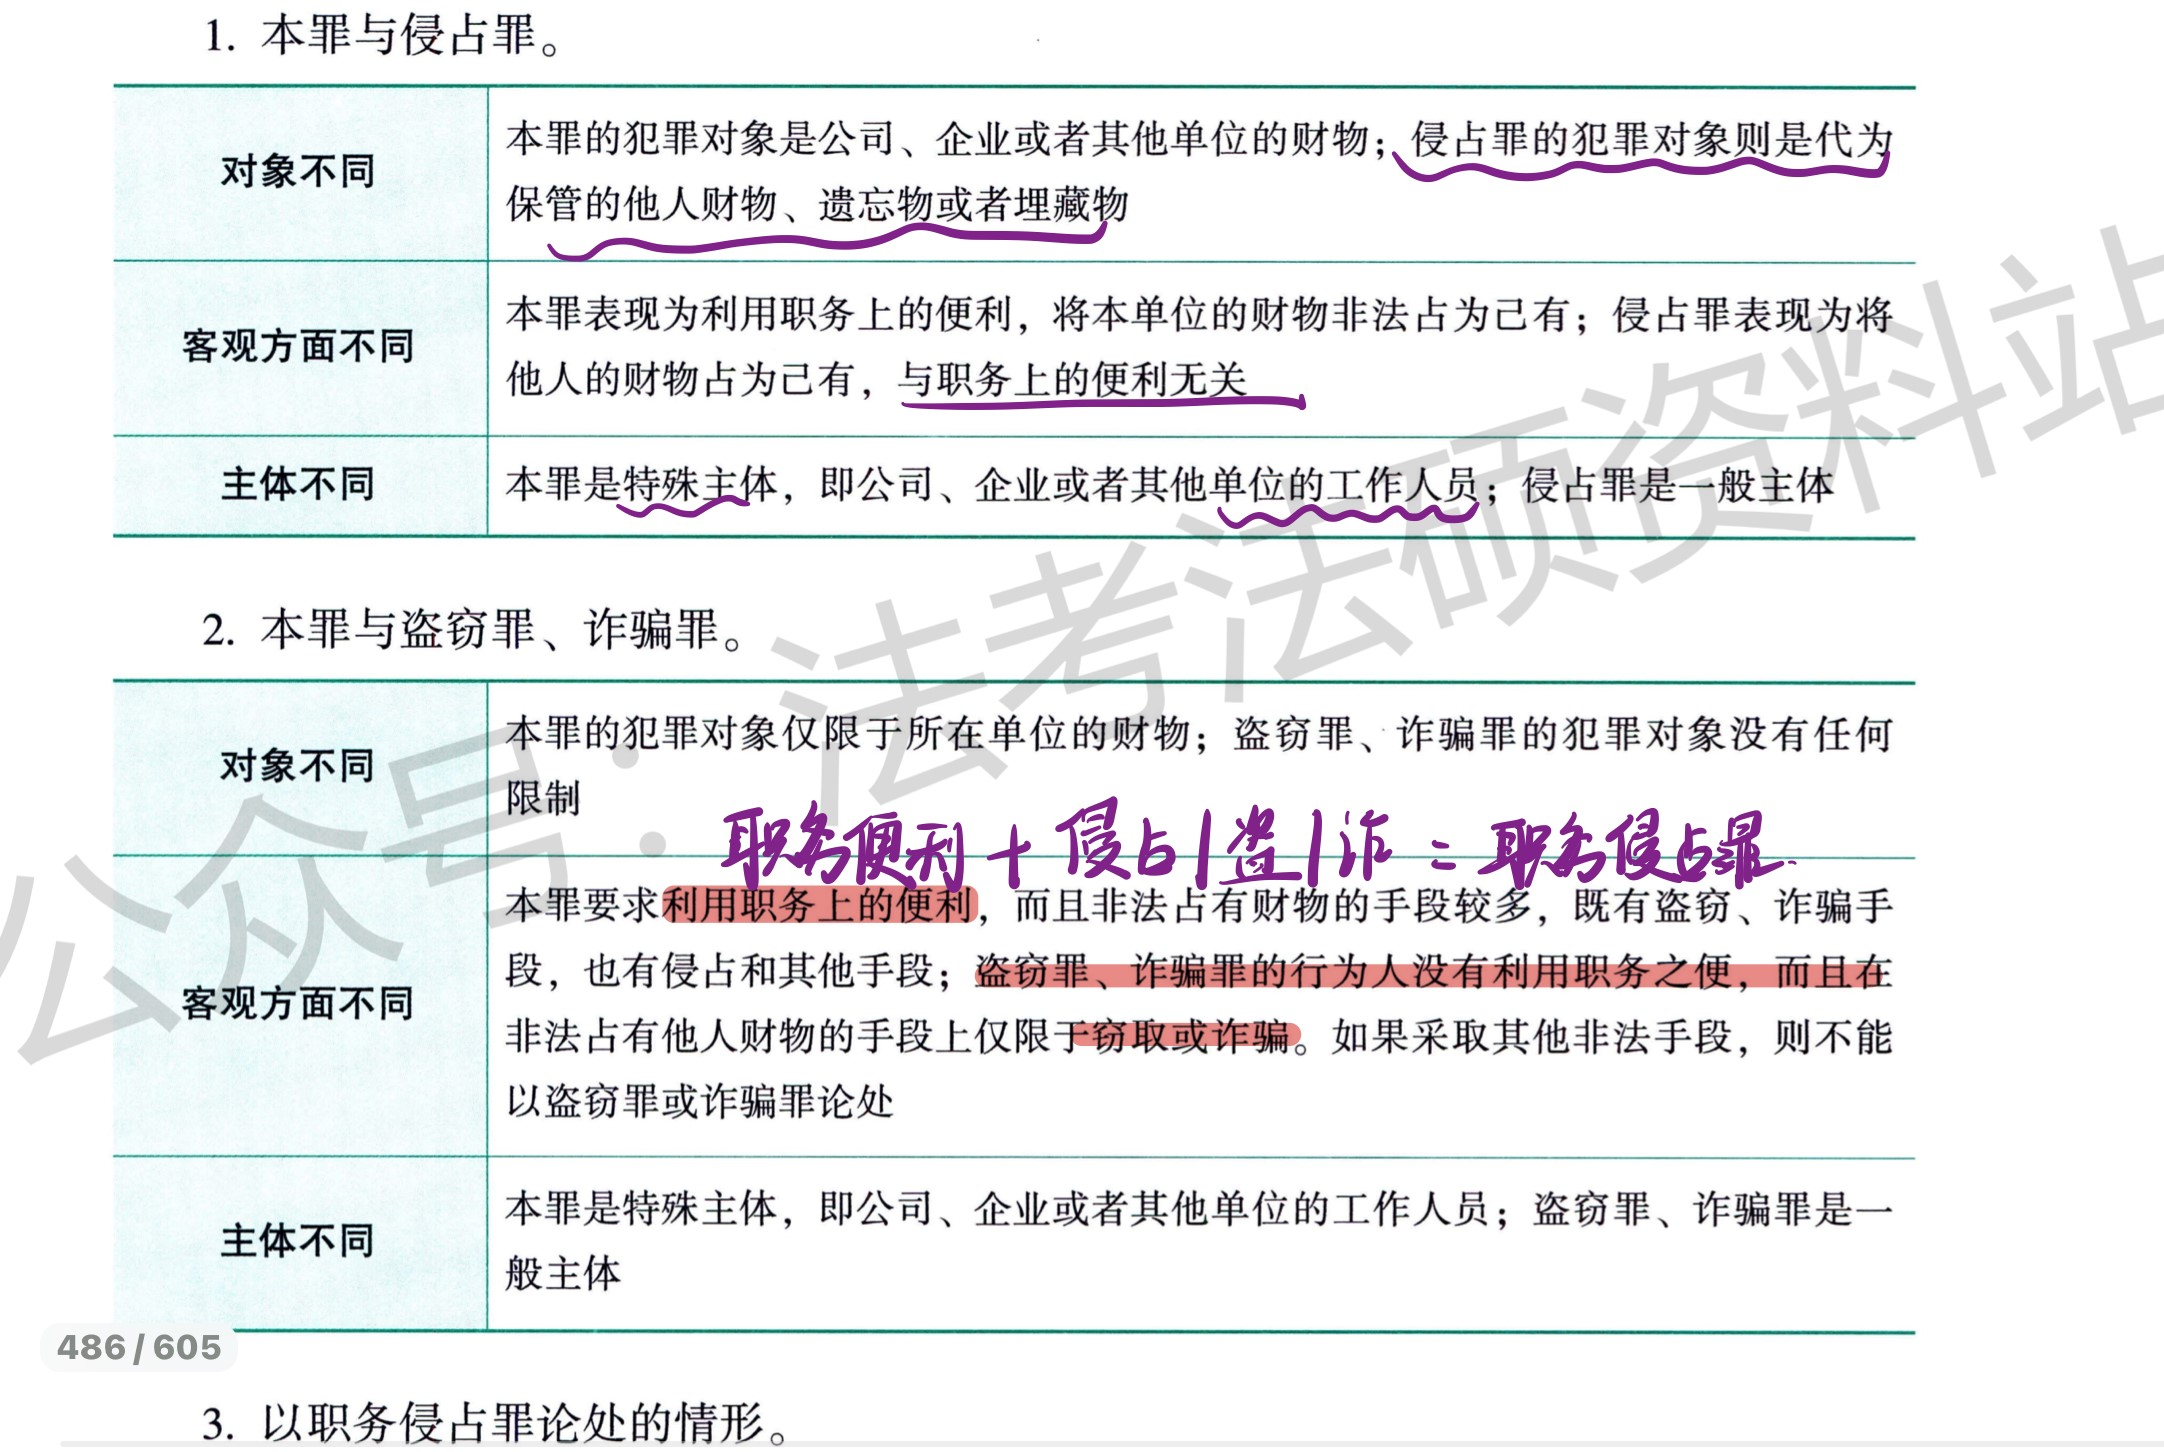 1. 本罪与侵占罪。
对象不同
本罪的犯罪对象是公司、企业或者其他单位的财物；侵占罪的犯罪对象则是代为
保管的他人财物、遗忘物或者埋藏物
客观方面不同
本罪表现为利用职务上的便利，将本单位的财物非法占为己有；侵占罪表现为将
他人的财物占为己有，与职务上的便利无关
主体不同
本罪是特殊主体，即公司、企业或者其他单位的工作人员；侵占罪是一般主体
2. 本罪与盗窃罪、诈骗罪。
对象不同
本罪的犯罪对象仅限于所在单位的财物；盗窃罪、诈骗罪的犯罪对象没有任何
限制
职务便利+侵占|盗|诈=职务侵占罪
客观方面不同
本罪要求利用职务上的便利，而且非法占有财物的手段较多，既有盗窃、诈骗手
段，也有侵占和其他手段；盗窃罪、诈骗罪的行为人没有利用职务之便，而且在
非法占有他人财物的手段上仅限于窃取或诈骗。如果采取其他非法手段，则不能
以盗窃罪或诈骗罪论处
主体不同
本罪是特殊主体，即公司、企业或者其他单位的工作人员；盗窃罪、诈骗罪是一
般主体
3. 以职务侵占罪论处的情形。
486 / 605
公众号：法考法硕资料站